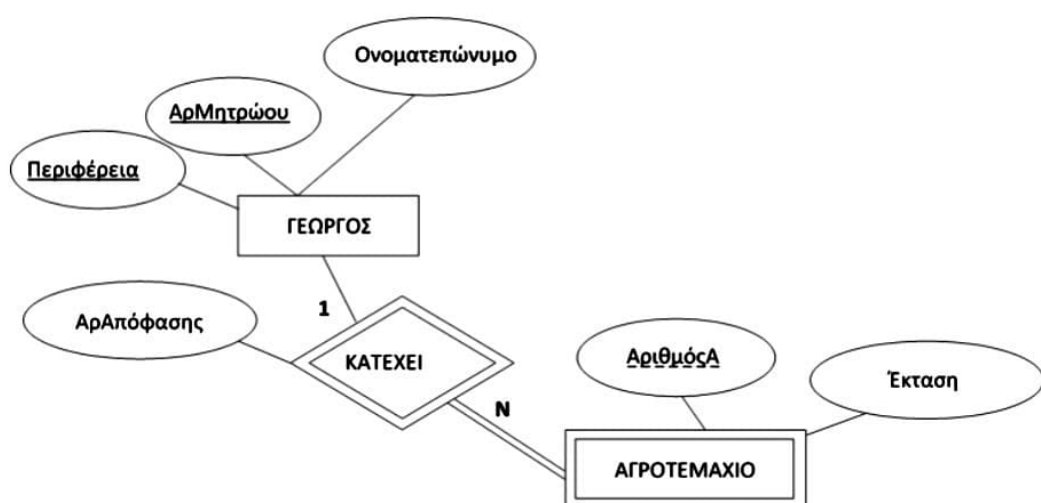 Ονοματεπώνυμο
ΑρΜητρώου
Περιφέρεια
ΓΕΩΡΓΟΣ
1
ΑρΑπόφασης
ΚΑΤΕΧΕΙ
ΑριθμόςΑ
Έκταση
N
ΑΓΡΟΤΕΜΑΧΙΟ